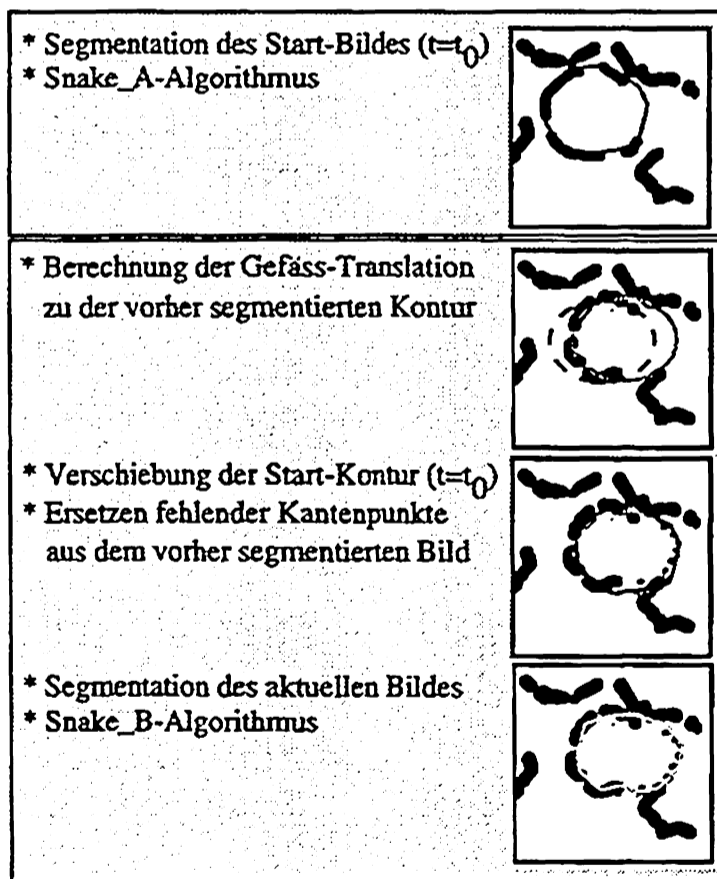 * Segmentation des Start-Bildes (t=t0)
* Snake_A-Algorithmus
* Berechnung der Gefäss-Translation
zu der vorher segmentierten Kontur
* Verschiebung der Start-Kontur (t=t0)
* Ersetzen fehlender Kantenpunkte
aus dem vorher segmentierten Bild
* Segmentation des aktuellen Bildes
* Snake_B-Algorithmus